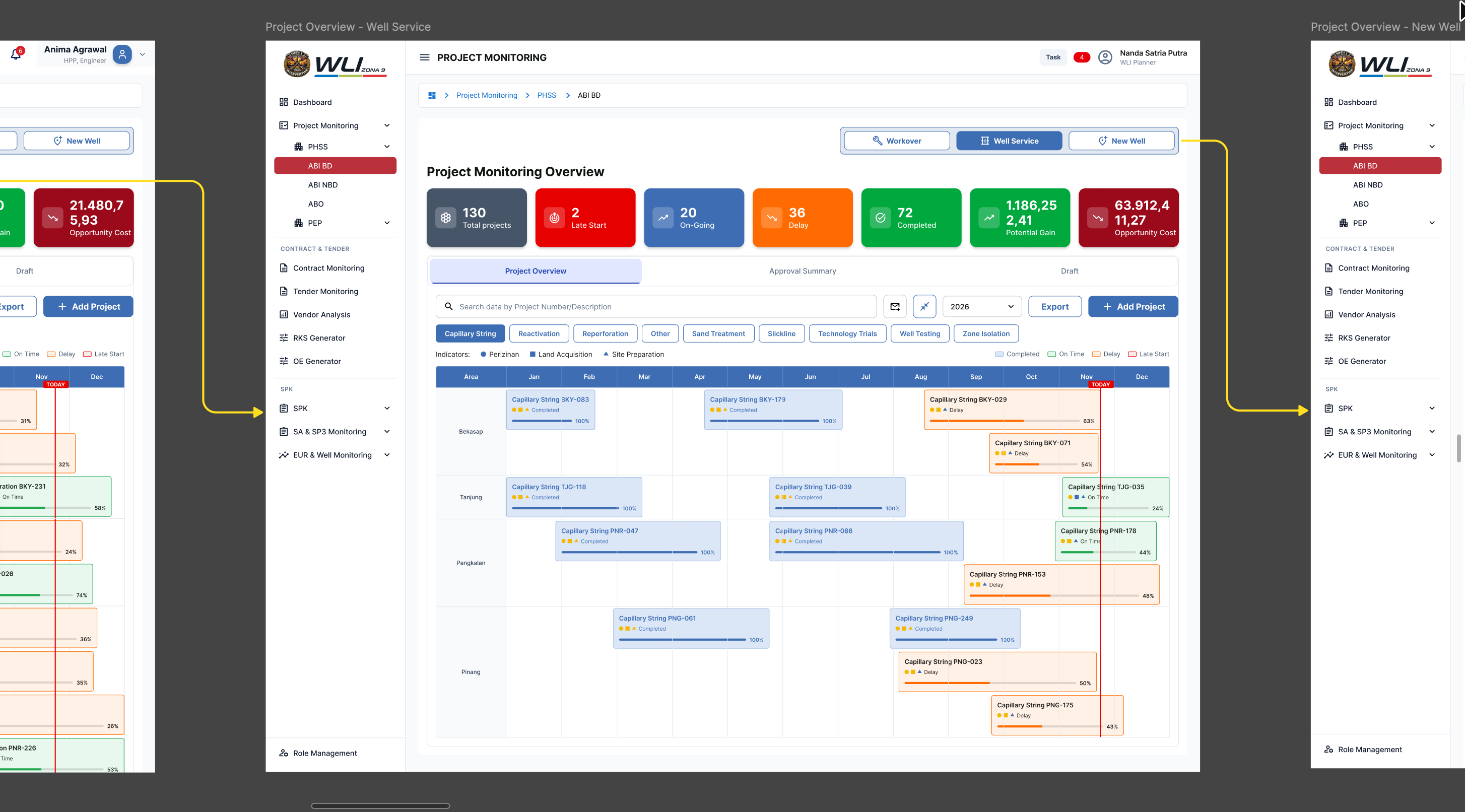 Project Overview - Well Service
Project Overview - New Well
6
Anima Agrawal
HPP, Engineer
New Well
0
ain
21.480,7
5,93
Opportunity Cost
Draft
Export
+ Add Project
On Time
Delay
Late Start
Nov
Dec
TODAY
31%
32%
ration BKY-231
On Time
58%
24%
-026
74%
36%
35%
26%
on PNR-226
Time
53%
WLI ZONA 9
Dashboard
Project Monitoring
PHSS
ABI BD
ABI NBD
ABO
PEP
CONTRACT & TENDER
Contract Monitoring
Tender Monitoring
Vendor Analysis
RKS Generator
OE Generator
SPK
SPK
SA & SP3 Monitoring
EUR & Well Monitoring
Role Management
PROJECT MONITORING
Task
4
Nanda Satria Putra
WLI Planner
Project Monitoring > PHSS > ABI BD
Workover
Well Service
New Well
Project Monitoring Overview
130
Total projects
2
Late Start
20
On-Going
36
Delay
72
Completed
1.186,25
2,41
Potential Gain
63.912,4
11,27
Opportunity Cost
Project Overview
Approval Summary
Draft
Search data by Project Number/Description
2026
Export
+ Add Project
Capillary String
Reactivation
Reperforation
Other
Sand Treatment
Slickline
Technology Trials
Well Testing
Zone Isolation
Indicators:
Perizinan
Land Acquisition
Site Preparation
Completed
On Time
Delay
Late Start
Area
Jan
Feb
Mar
Apr
May
Jun
Jul
Aug
Sep
Oct
Nov
Dec
TODAY
Bekasap
Capillary String BKY-083
Completed
100%
Capillary String BKY-179
Completed
100%
Capillary String BKY-029
Delay
63%
Capillary String BKY-071
Delay
54%
Tanjung
Capillary String TJG-118
Completed
100%
Capillary String TJG-039
Completed
100%
Capillary String TJG-035
On Time
24%
Pangkalan
Capillary String PNR-047
Completed
100%
Capillary String PNR-086
Completed
100%
Capillary String PNR-178
On Time
44%
Capillary String PNR-153
Delay
48%
Pinang
Capillary String PNG-061
Completed
100%
Capillary String PNG-249
Completed
100%
Capillary String PNG-023
Delay
50%
Capillary String PNG-175
Delay
43%
WLI ZONA 9
Dashboard
Project Monitoring
PHSS
ABI BD
ABI NBD
ABO
PEP
CONTRACT & TENDER
Contract Monitoring
Tender Monitoring
Vendor Analysis
RKS Generator
OE Generator
SPK
SPK
SA & SP3 Monitoring
EUR & Well Monitoring
Role Management